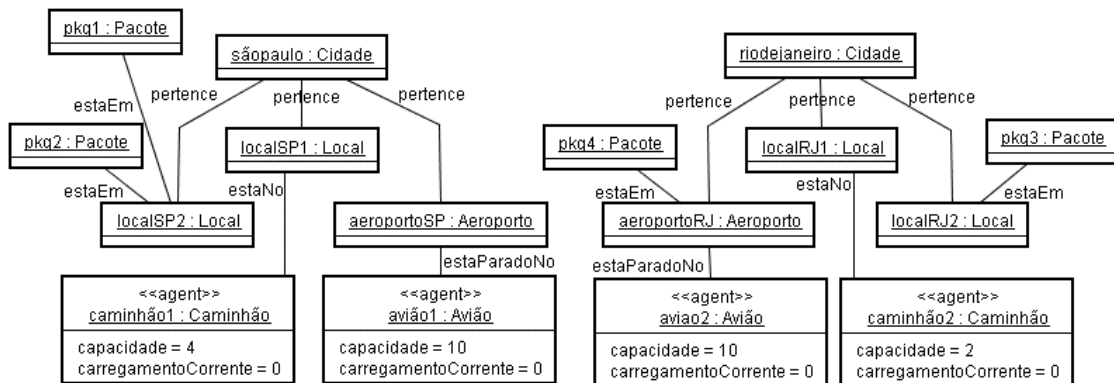 pkg1 : Pacote
sãopaulo : Cidade
riodejaneiro : Cidade
estaEm
pertence
pertence
pertence
pertence
pertence
pertence
pkg2 : Pacote
localSP1 : Local
pkg4 : Pacote
localRJ1 : Local
pkg3 : Pacote
estaEm
estaNo
estaEm
estaNo
estaEm
localSP2 : Local
aeroportoSP : Aeroporto
aeroportoRJ : Aeroporto
localRJ2 : Local
estaParadoNo
estaParadoNo
<<agent>>
caminhão1 : Caminhão
capacidade = 4
carregamentoCorrente = 0
<<agent>>
avião1 : Avião
capacidade = 10
carregamentoCorrente = 0
<<agent>>
aviao2 : Avião
capacidade = 10
carregamentoCorrente = 0
<<agent>>
caminhão2 : Caminhão
capacidade = 2
carregamentoCorrente = 0